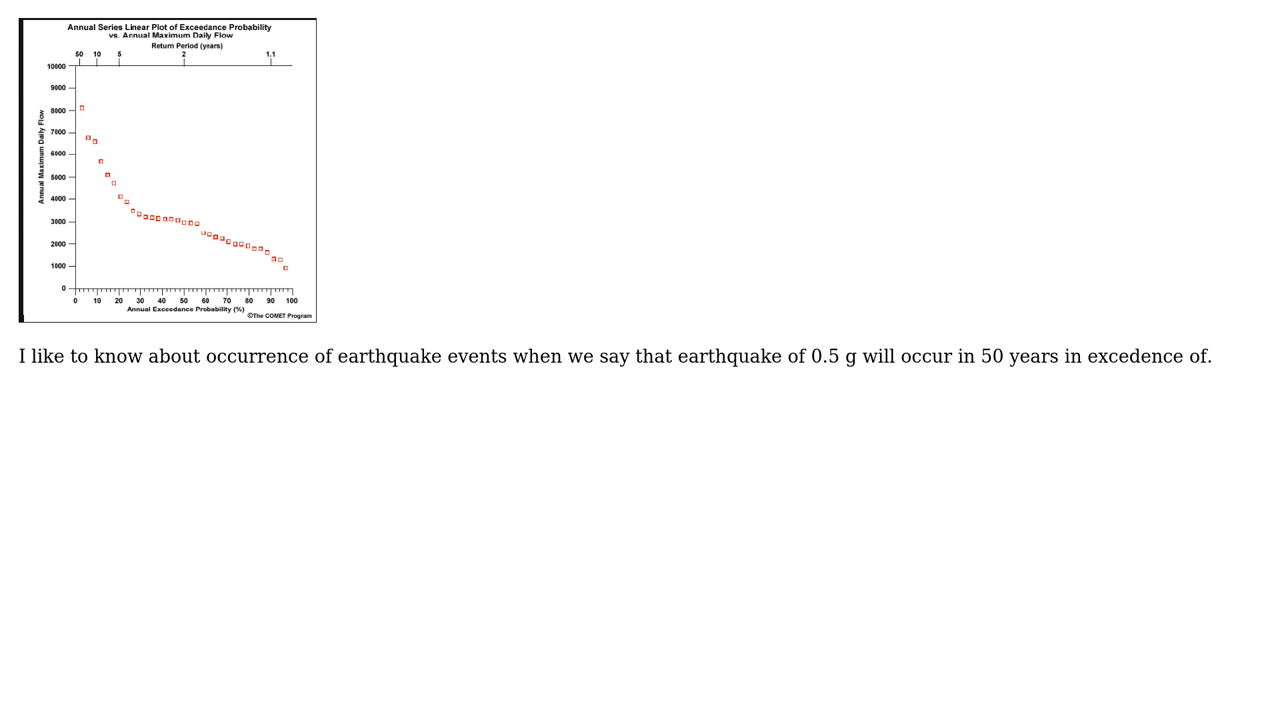 Annual Series Linear Plot of Exceedance Probability
vs. Annual Maximum Daily Flow
Return Period (years)
50 10 5 2 1.1
10000
9000
8000
7000
6000
5000
4000
3000
2000
1000
0
Annual Maximum Daily Flow
0 10 20 30 40 50 60 70 80 90 100
Annual Exceedance Probability (%)
©The COMET Program
I like to know about occurrence of earthquake events when we say that earthquake of 0.5 g will occur in 50 years in excedence of.